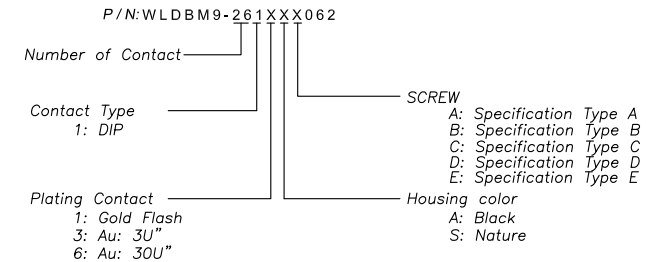 P/N:WLDBM9-261XXX062
Number of Contact
Contact Type
1: DIP
Plating Contact
1: Gold Flash
3: Au: 3U"
6: Au: 30U"
SCREW
A: Specification Type A
B: Specification Type B
C: Specification Type C
D: Specification Type D
E: Specification Type E
Housing color
A: Black
S: Nature